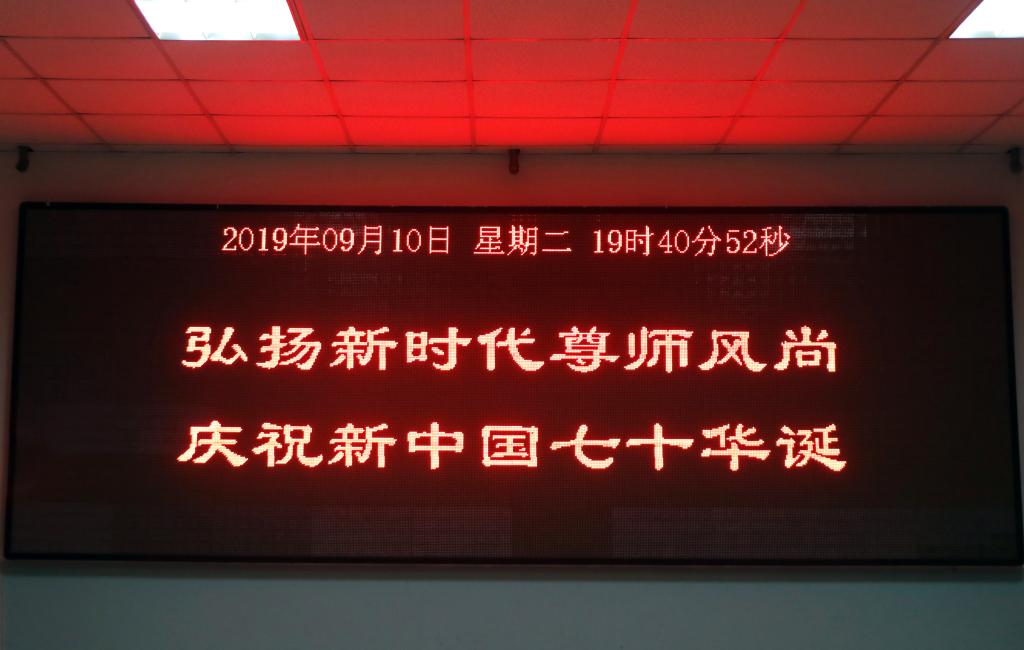 2019年09月10日 星期二 19时40分52秒
弘扬新时代尊师风尚
庆祝新中国七十华诞